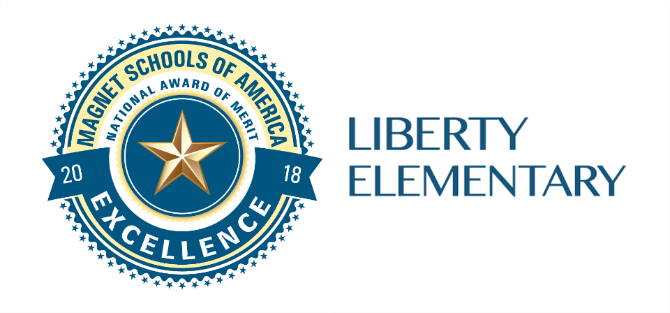 MAGNET SCHOOLS OF AMERICA
NATIONAL AWARD OF MERIT
20 18
EXCELLENCE
LIBERTY
ELEMENTARY